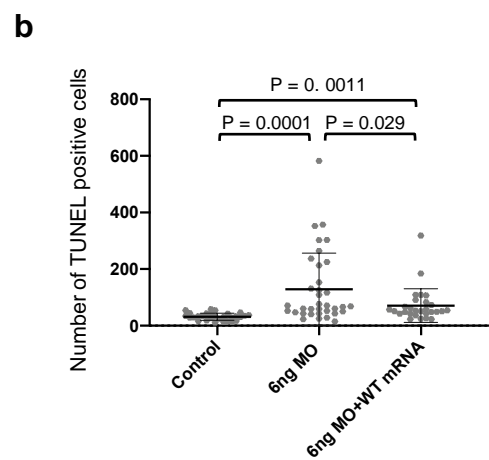 b
P = 0. 0011
P = 0.0001
P = 0.029
Number of TUNEL positive cells
800
600
400
200
0
Control
6ng MO
6ng MO+WT mRNA